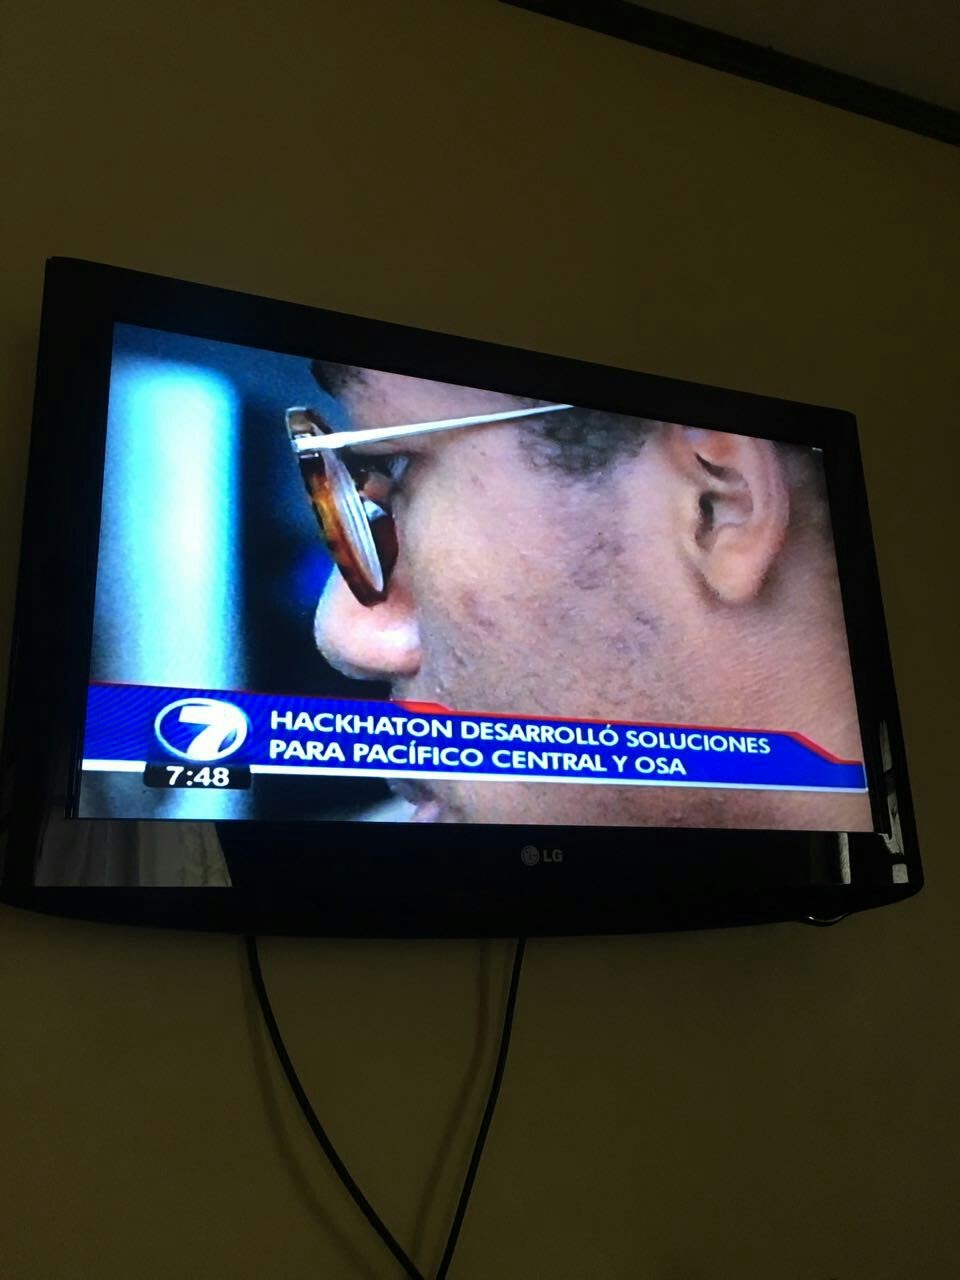 7
HACKHATON DESARROLLÓ SOLUCIONES
PARA PACÍFICO CENTRAL Y OSA
7:48
LG